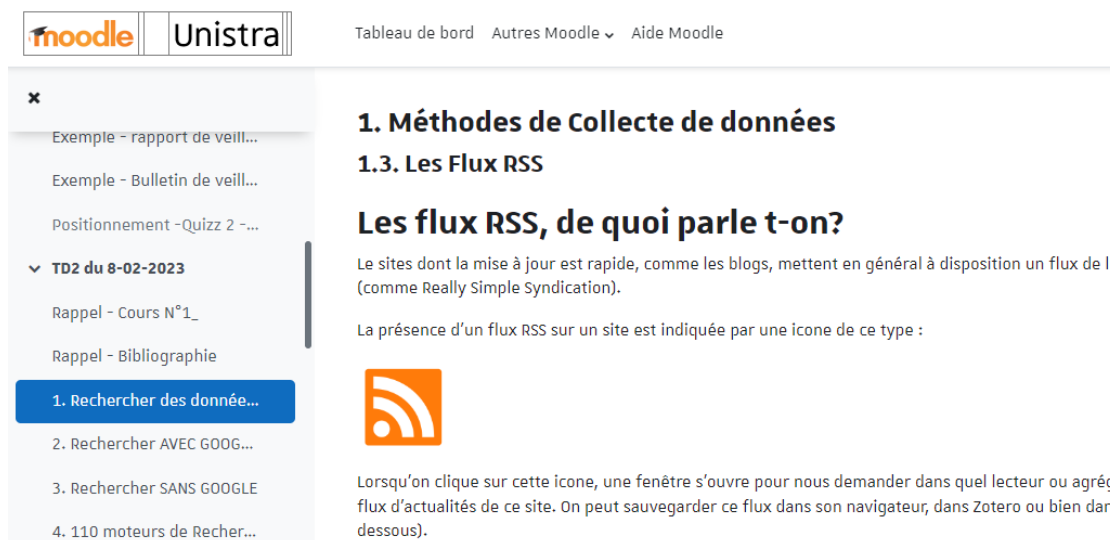 moodle Unistra
Tableau de bord Autres Moodle Aide Moodle
Exemple - rapport de veill...
Exemple - Bulletin de veill...
Positionnement -Quizz 2 -...
TD2 du 8-02-2023
Rappel - Cours N°1_
Rappel - Bibliographie
1. Rechercher des donnée...
2. Rechercher AVEC GOOG...
3. Rechercher SANS GOOGLE
4. 110 moteurs de Recher...
1. Méthodes de Collecte de données
1.3. Les Flux RSS
Les flux RSS, de quoi parle t-on?
Le sites dont la mise à jour est rapide, comme les blogs, mettent en général à disposition un flux de
(comme Really Simple Syndication).
La présence d'un flux RSS sur un site est indiquée par une icone de ce type :
Lorsqu'on clique sur cette icone, une fenêtre s'ouvre pour nous demander dans quel lecteur ou
flux d'actualités de ce site. On peut sauvegarder ce flux dans son navigateur, dans Zotero ou bien
dessous).